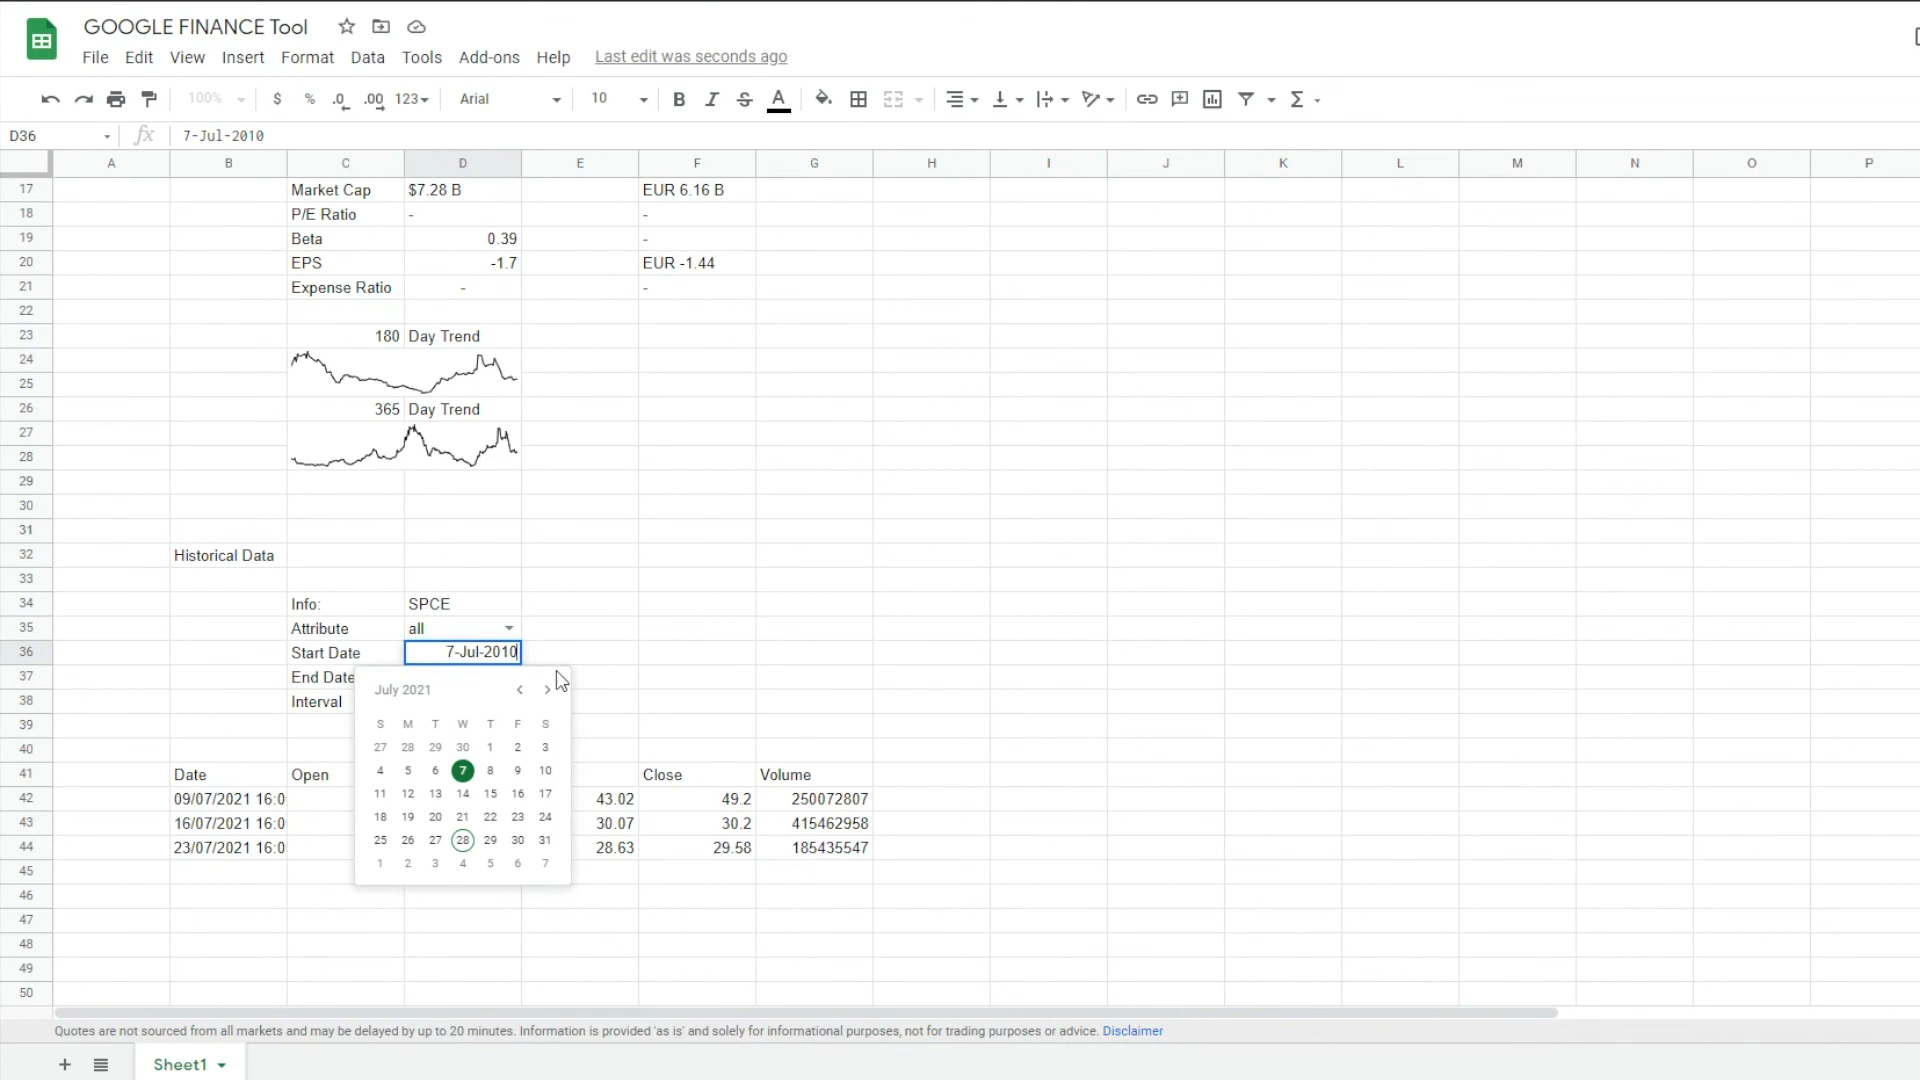 GOOGLE FINANCE Tool
File Edit View Insert Format Data Tools Add-ons Help Last edit was seconds ago
100% $ % .0 .00 123 Arial 10 B I S A Σ
D36 fx 7-Jul-2010
A B C D E F G H I J K L M N O P
17 Market Cap $7.28 B EUR 6.16 B
18 P/E Ratio - -
19 Beta 0.39 -
20 EPS -1.7 EUR -1.44
21 Expense Ratio - -
22
23 180 Day Trend
24
25
26 365 Day Trend
27
28
29
30
31
32 Historical Data
33
34 Info: SPCE
35 Attribute all
36 Start Date 7-Jul-2010
37 End Date
38 Interval
July 2021
S M T W T F S
27 28 29 30 1 2 3
4 5 6 7 8 9 10
11 12 13 14 15 16 17
18 19 20 21 22 23 24
25 26 27 28 29 30 31
1 2 3 4 5 6 7
39
40
41 Date Open Close Volume
42 09/07/2021 16:0 43.02 49.2 250072807
43 16/07/2021 16:0 30.07 30.2 415462958
44 23/07/2021 16:0 28.63 29.58 185435547
45
46
47
48
49
50
Quotes are not sourced from all markets and may be delayed by up to 20 minutes. Information is provided 'as is' and solely for informational purposes, not for trading purposes or advice. Disclaimer
+ Sheet1